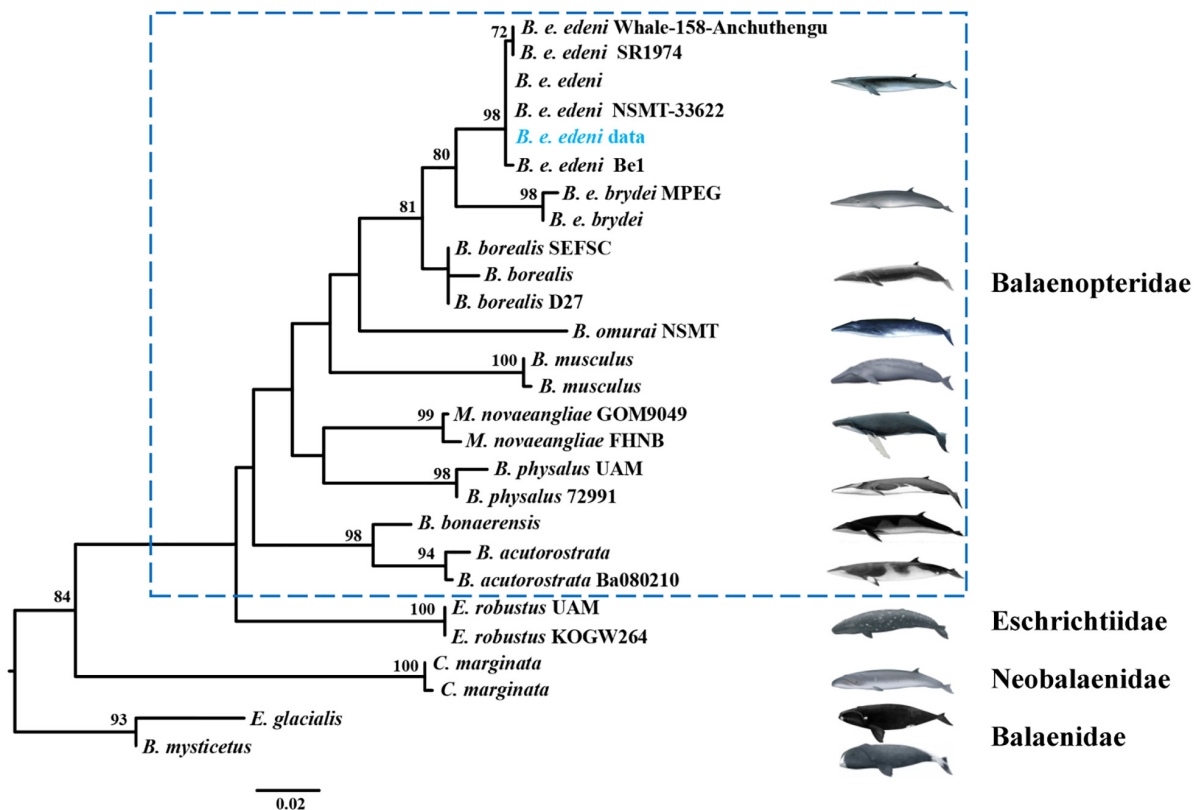 72
B. e. edeni Whale-158-Anchuthengu
B. e. edeni SR1974
B. e. edeni
B. e. edeni NSMT-33622
98
B. e. edeni data
B. e. edeni Be1
80
98
B. e. brydei MPEG
B. e. brydei
81
B. borealis SEFSC
B. borealis
B. borealis D27
Balaenopteridae
B. omurai NSMT
100
B. musculus
B. musculus
99
M. novaeangliae GOM9049
M. novaeangliae FHNB
98
B. physalus UAM
B. physalus 72991
98
B. bonaerensis
94
B. acutorostrata
B. acutorostrata Ba080210
84
100
E. robustus UAM
E. robustus KOGW264
Eschrichtiidae
100
C. marginata
C. marginata
Neobalaenidae
93
E. glacialis
B. mysticetus
Balaenidae
0.02